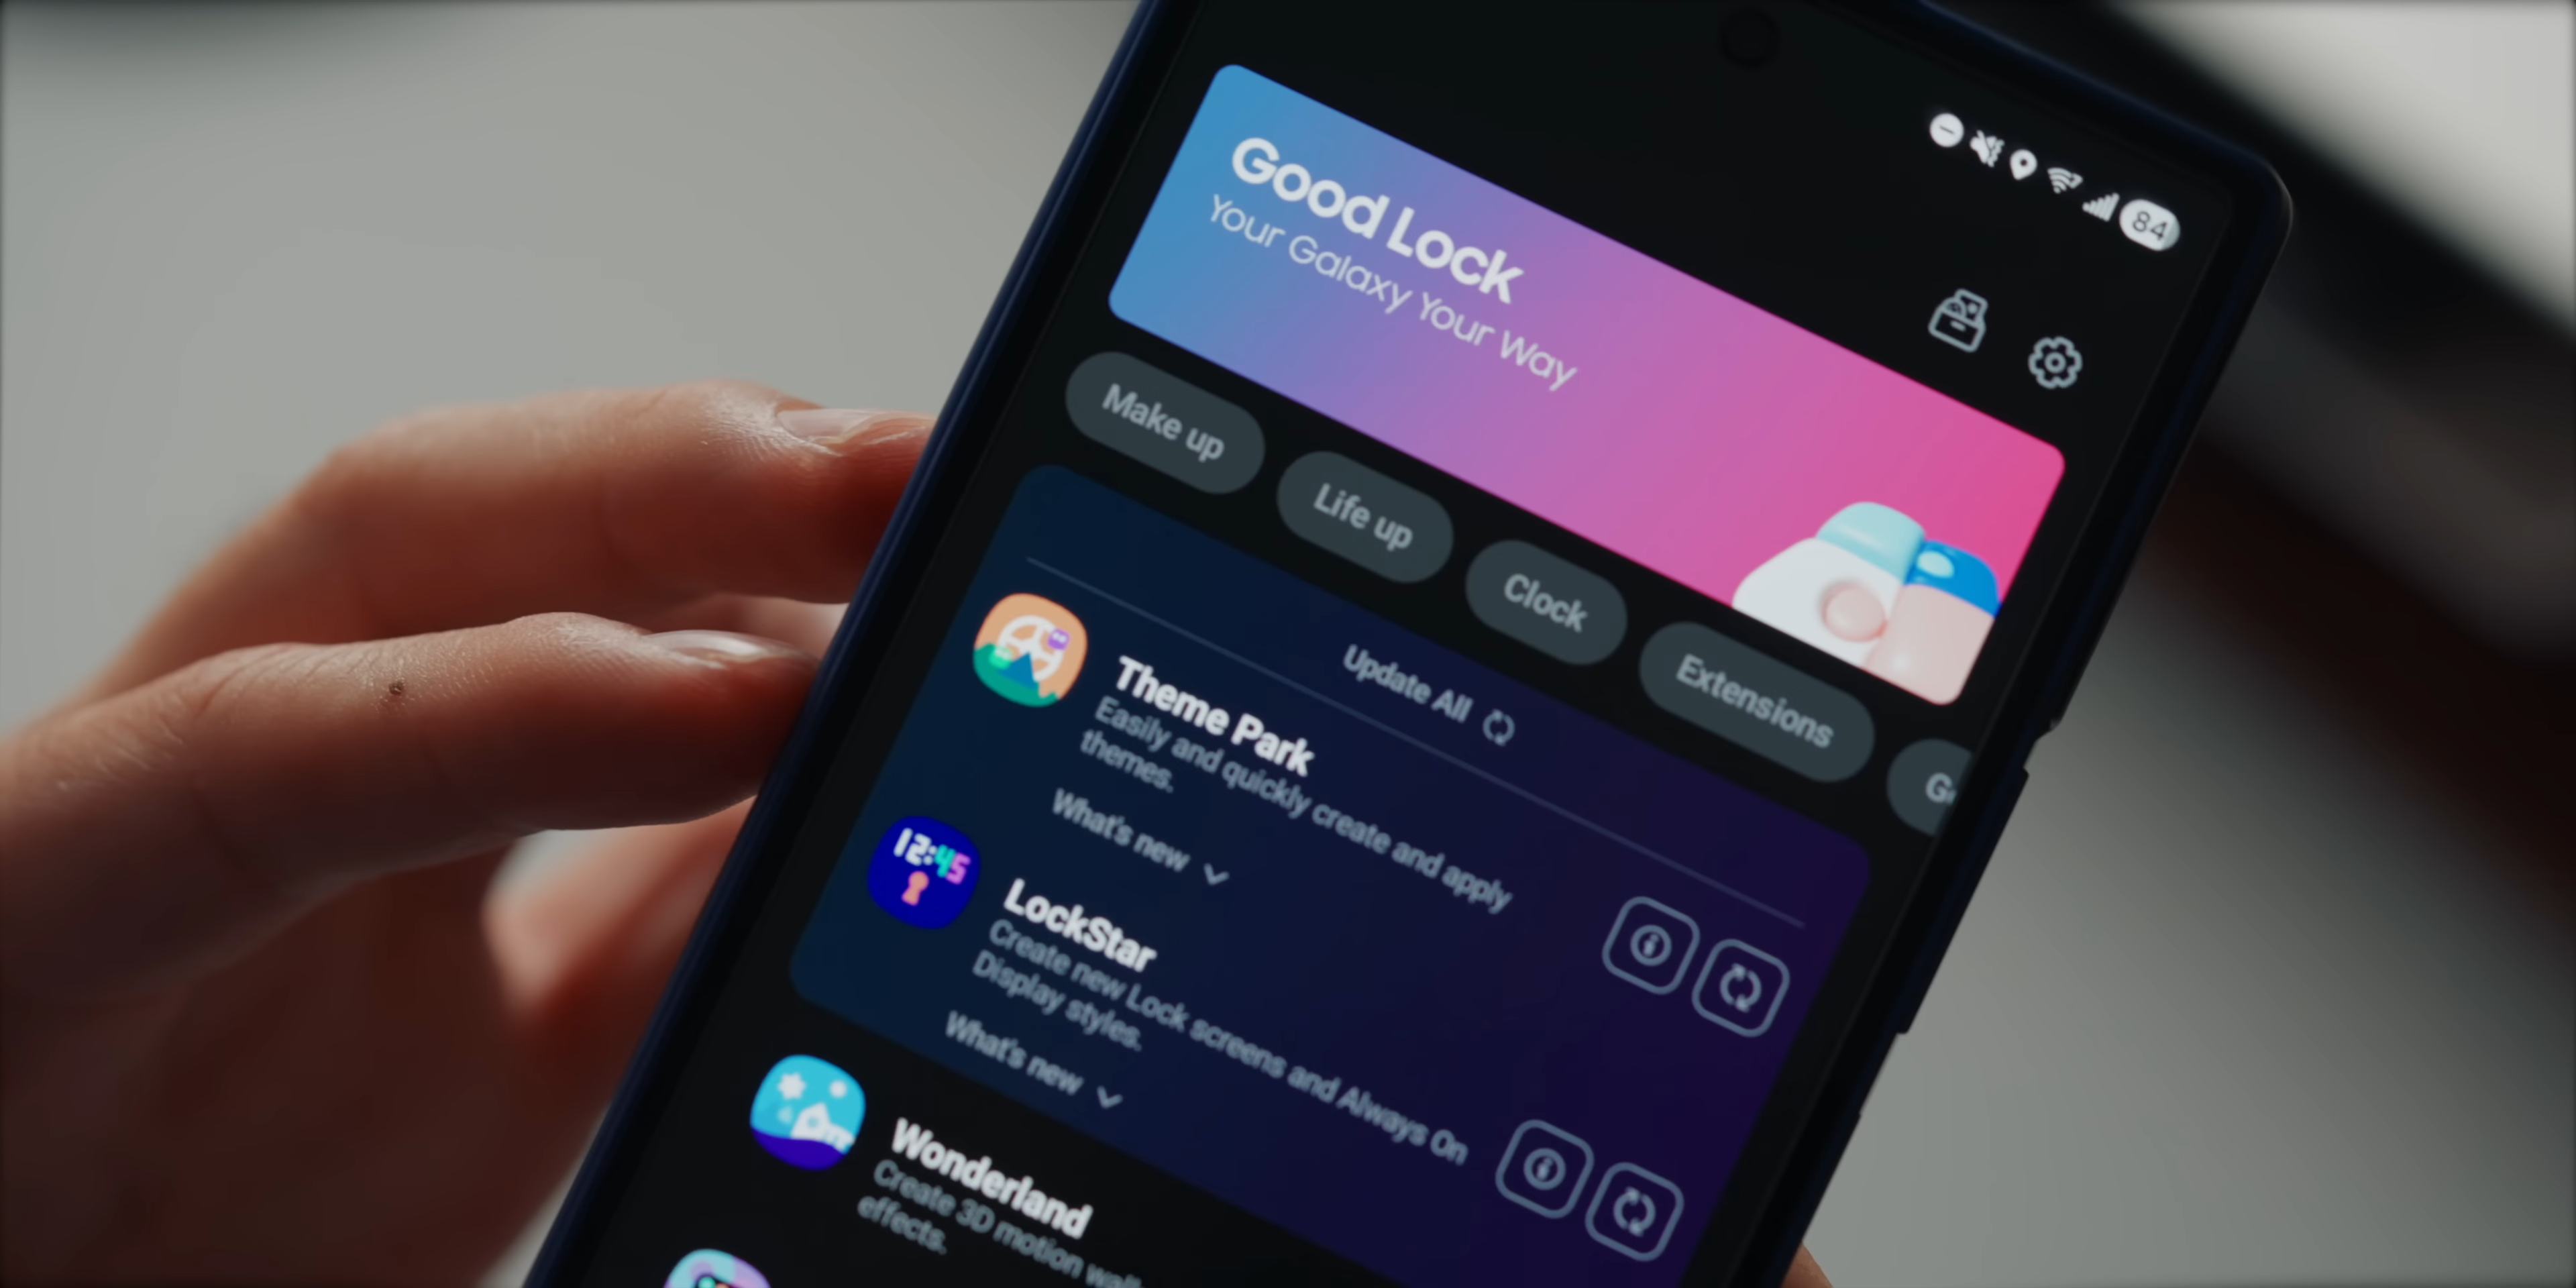 84
Good Lock
Your Galaxy Your Way
Make up
Life up
Clock
Extensions
Update All
Theme Park
Easily and quickly create and apply
themes.
What's new
12:45
LockStar
Create new Lock screens and Always On
Display styles.
What's new
Wonderland
Create 3D motion
effects.